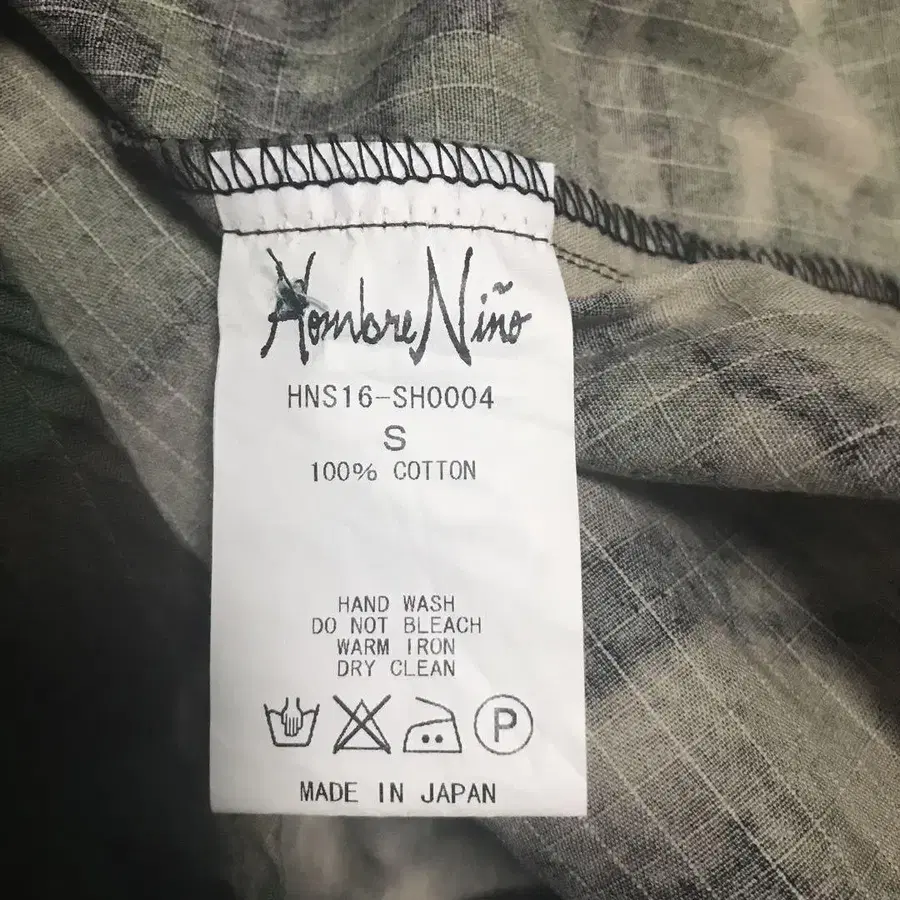 Hombre Niño
HNS16-SH0004
S
100% COTTON
HAND WASH
DO NOT BLEACH
WARM IRON
DRY CLEAN
P
MADE IN JAPAN